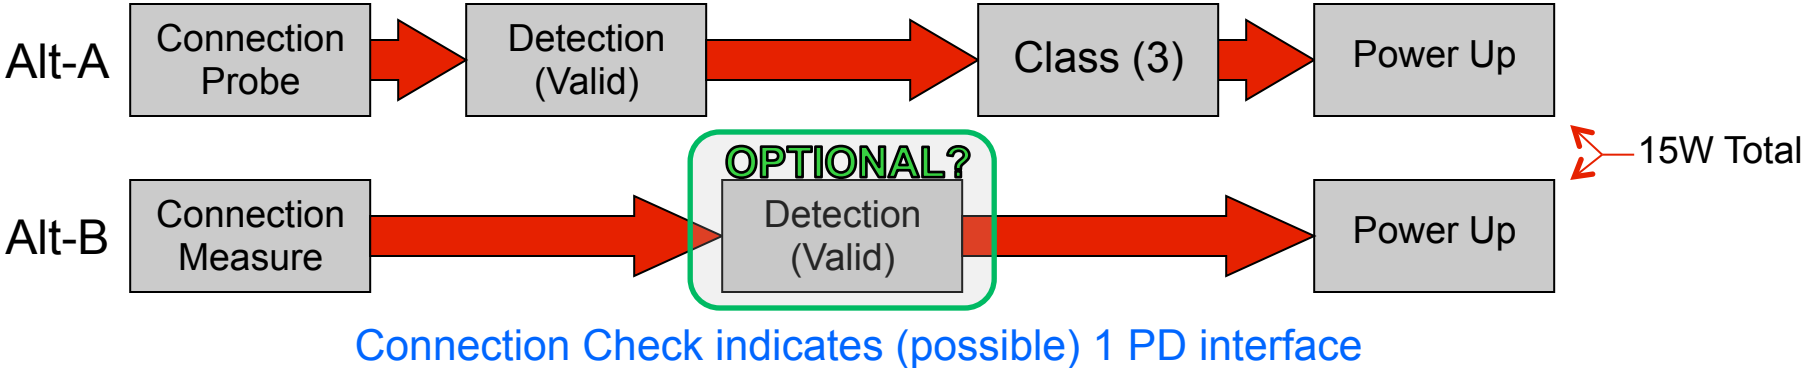 Alt-A
Connection
Probe
Detection
(Valid)
Class (3)
Power Up
15W Total
OPTIONAL?
Alt-B
Connection
Measure
Detection
(Valid)
Power Up
Connection Check indicates (possible) 1 PD interface